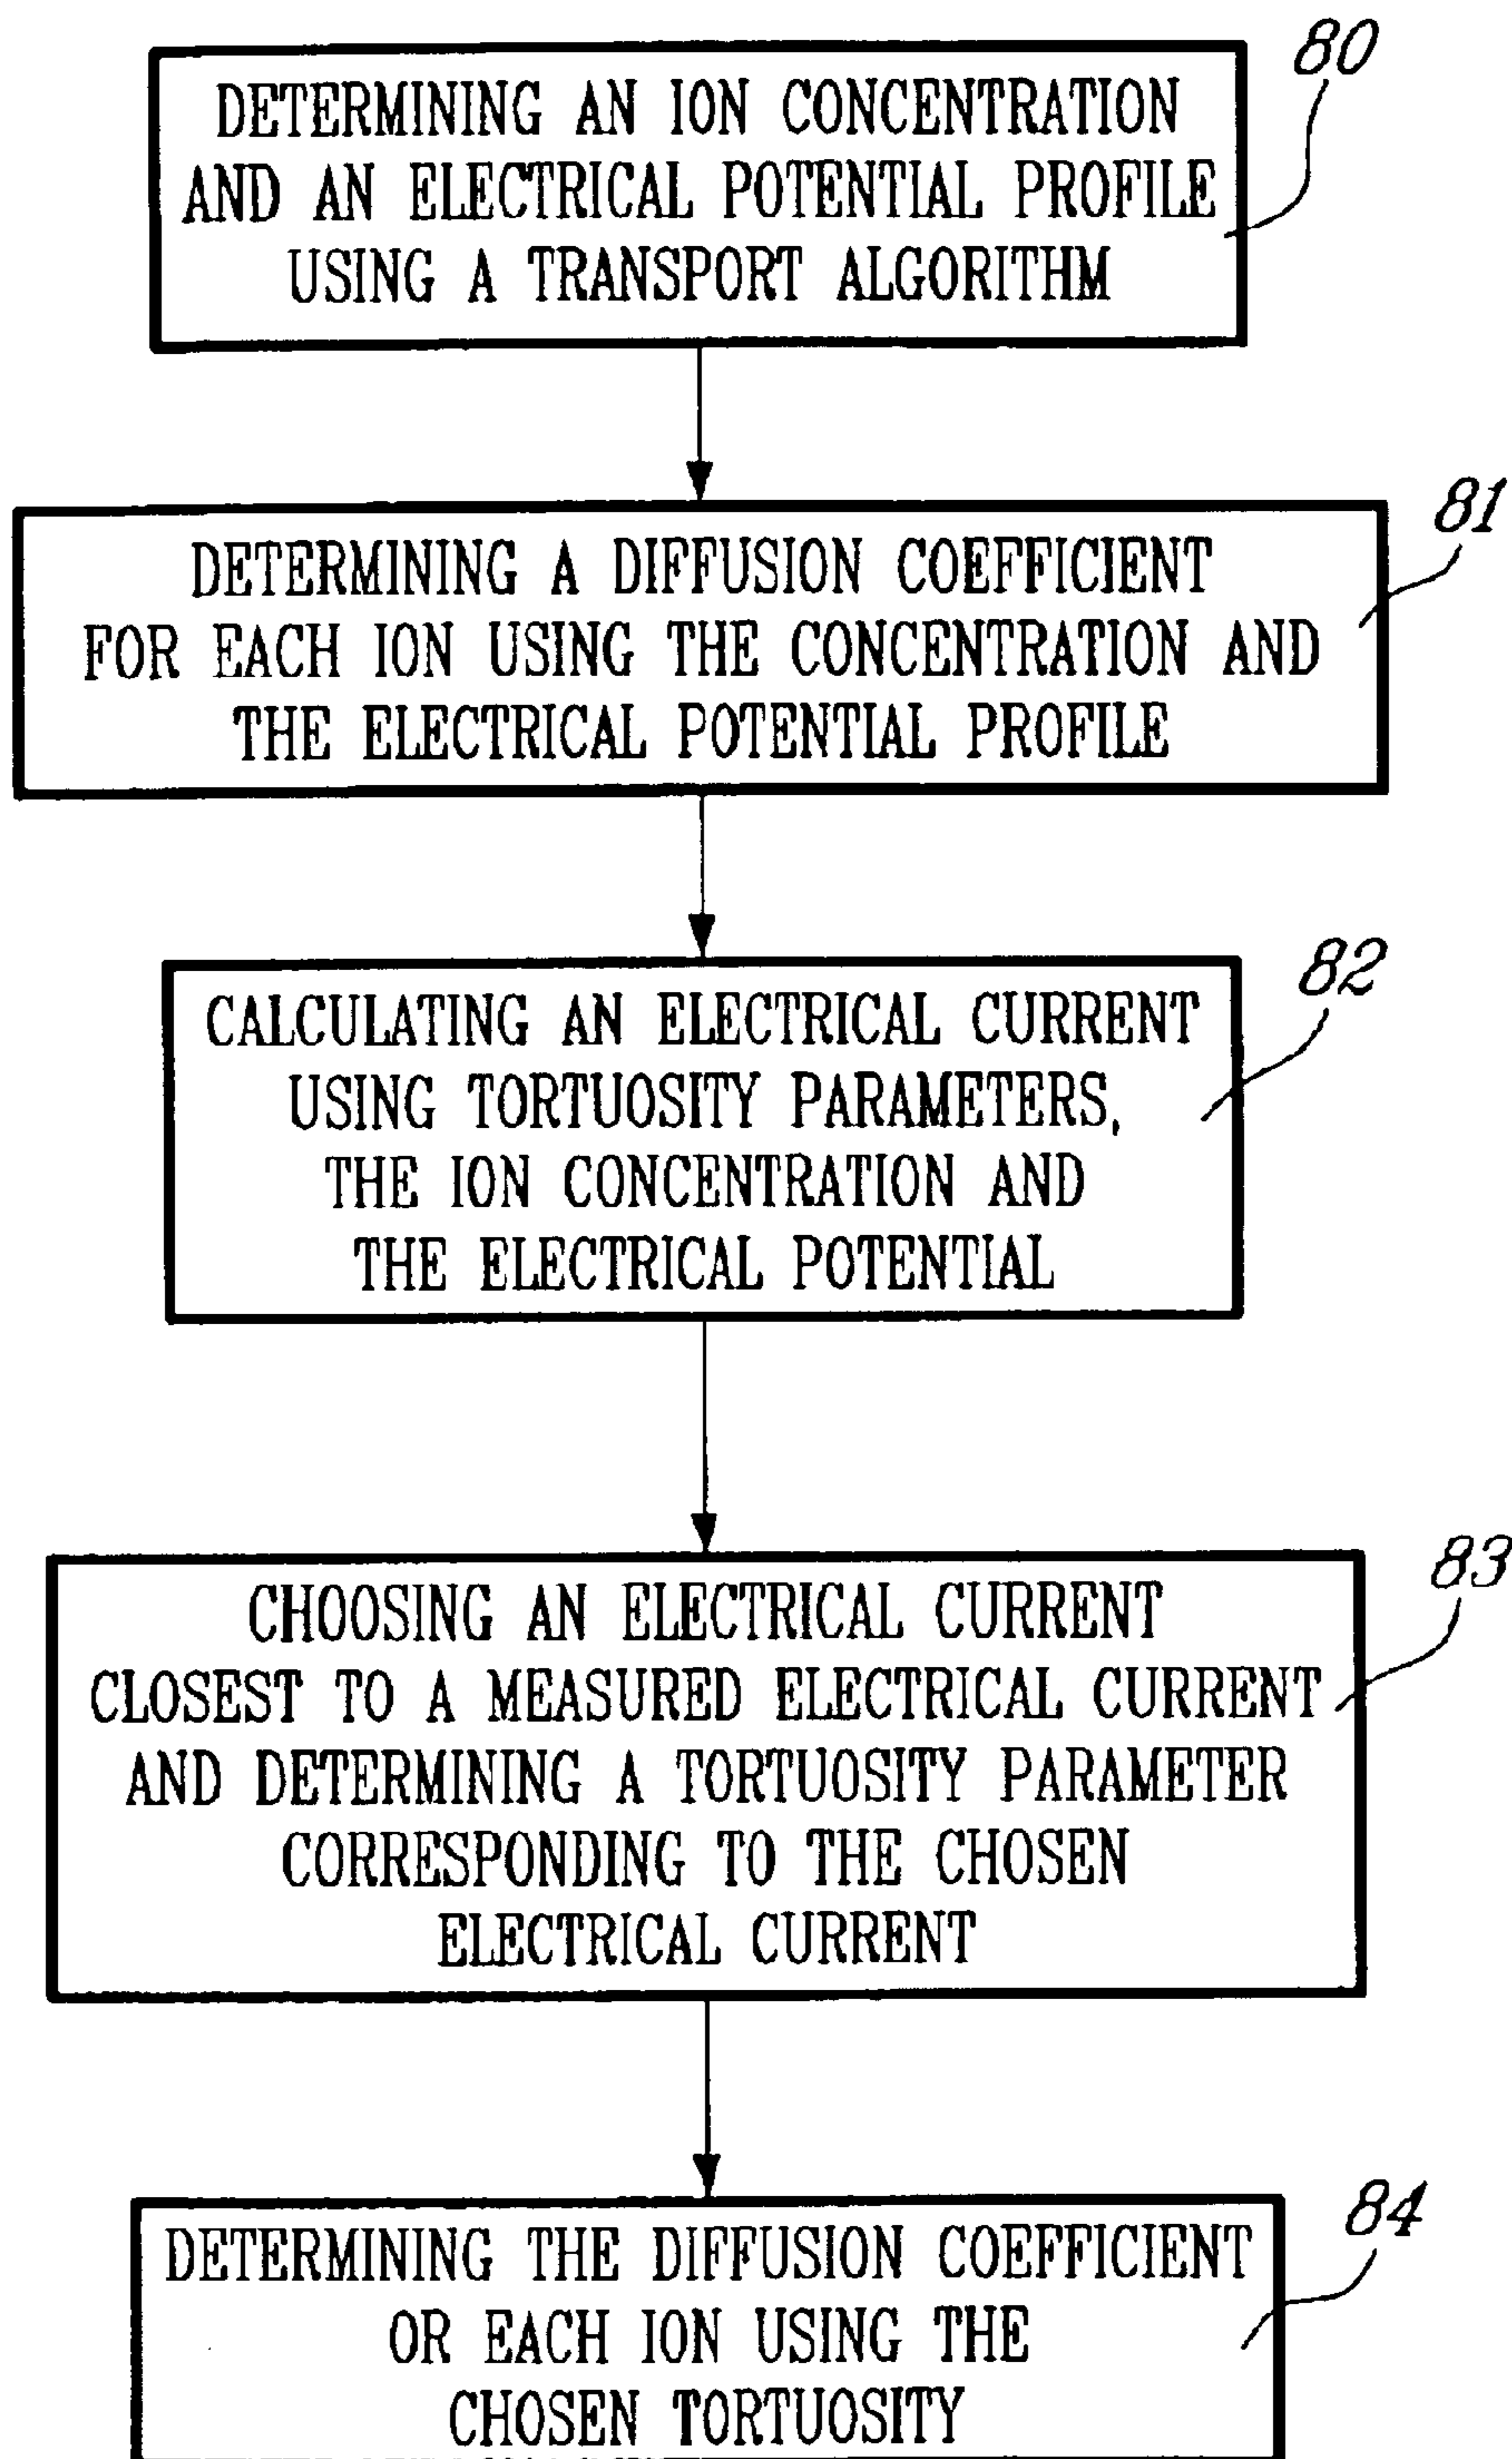 80
DETERMINING AN ION CONCENTRATION
AND AN ELECTRICAL POTENTIAL PROFILE
USING A TRANSPORT ALGORITHM
81
DETERMINING A DIFFUSION COEFFICIENT
FOR EACH ION USING THE CONCENTRATION AND
THE ELECTRICAL POTENTIAL PROFILE
82
CALCULATING AN ELECTRICAL CURRENT
USING TORTUOSITY PARAMETERS,
THE ION CONCENTRATION AND
THE ELECTRICAL POTENTIAL
83
CHOOSING AN ELECTRICAL CURRENT
CLOSEST TO A MEASURED ELECTRICAL CURRENT
AND DETERMINING A TORTUOSITY PARAMETER
CORRESPONDING TO THE CHOSEN
ELECTRICAL CURRENT
84
DETERMINING THE DIFFUSION COEFFICIENT
OR EACH ION USING THE
CHOSEN TORTUOSITY